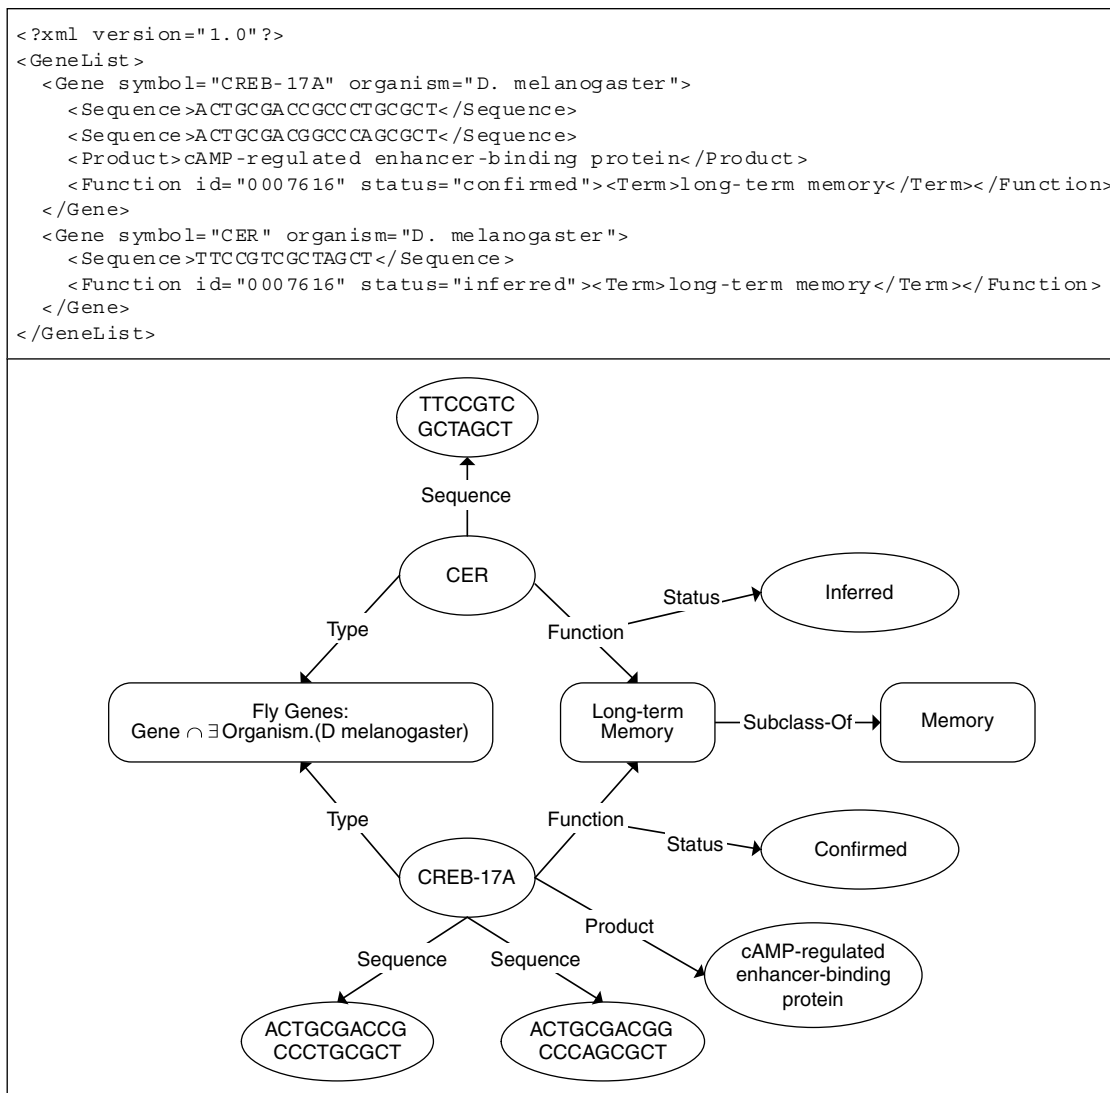 <?xml version="1.0"?>
<GeneList>
<Gene symbol="CREB-17A" organism="D. melanogaster">
<Sequence>ACTGCGACCGCCCTGCGCT</Sequence>
<Sequence>ACTGCGACGGCCCAGCGCT</Sequence>
<Product>cAMP-regulated enhancer-binding protein</Product>
<Function id="0007616" status="confirmed"><Term>long-term memory</Term></Function>
</Gene>
<Gene symbol="CER" organism="D. melanogaster">
<Sequence>TTCCGTCGCTAGCT</Sequence>
<Function id="0007616" status="inferred"><Term>long-term memory</Term></Function>
</Gene>
</GeneList>
TTCCGTC
GCTAGCT
Sequence
CER
Status
Inferred
Type
Function
Fly Genes:
Gene ∩ ∃ Organism.(D melanogaster)
Long-term
Memory
Subclass-Of
Memory
Type
Function
Status
Confirmed
CREB-17A
Product
Sequence
Sequence
cAMP-regulated
enhancer-binding
protein
ACTGCGACCG
CCCTGCGCT
ACTGCGACGG
CCCAGCGCT